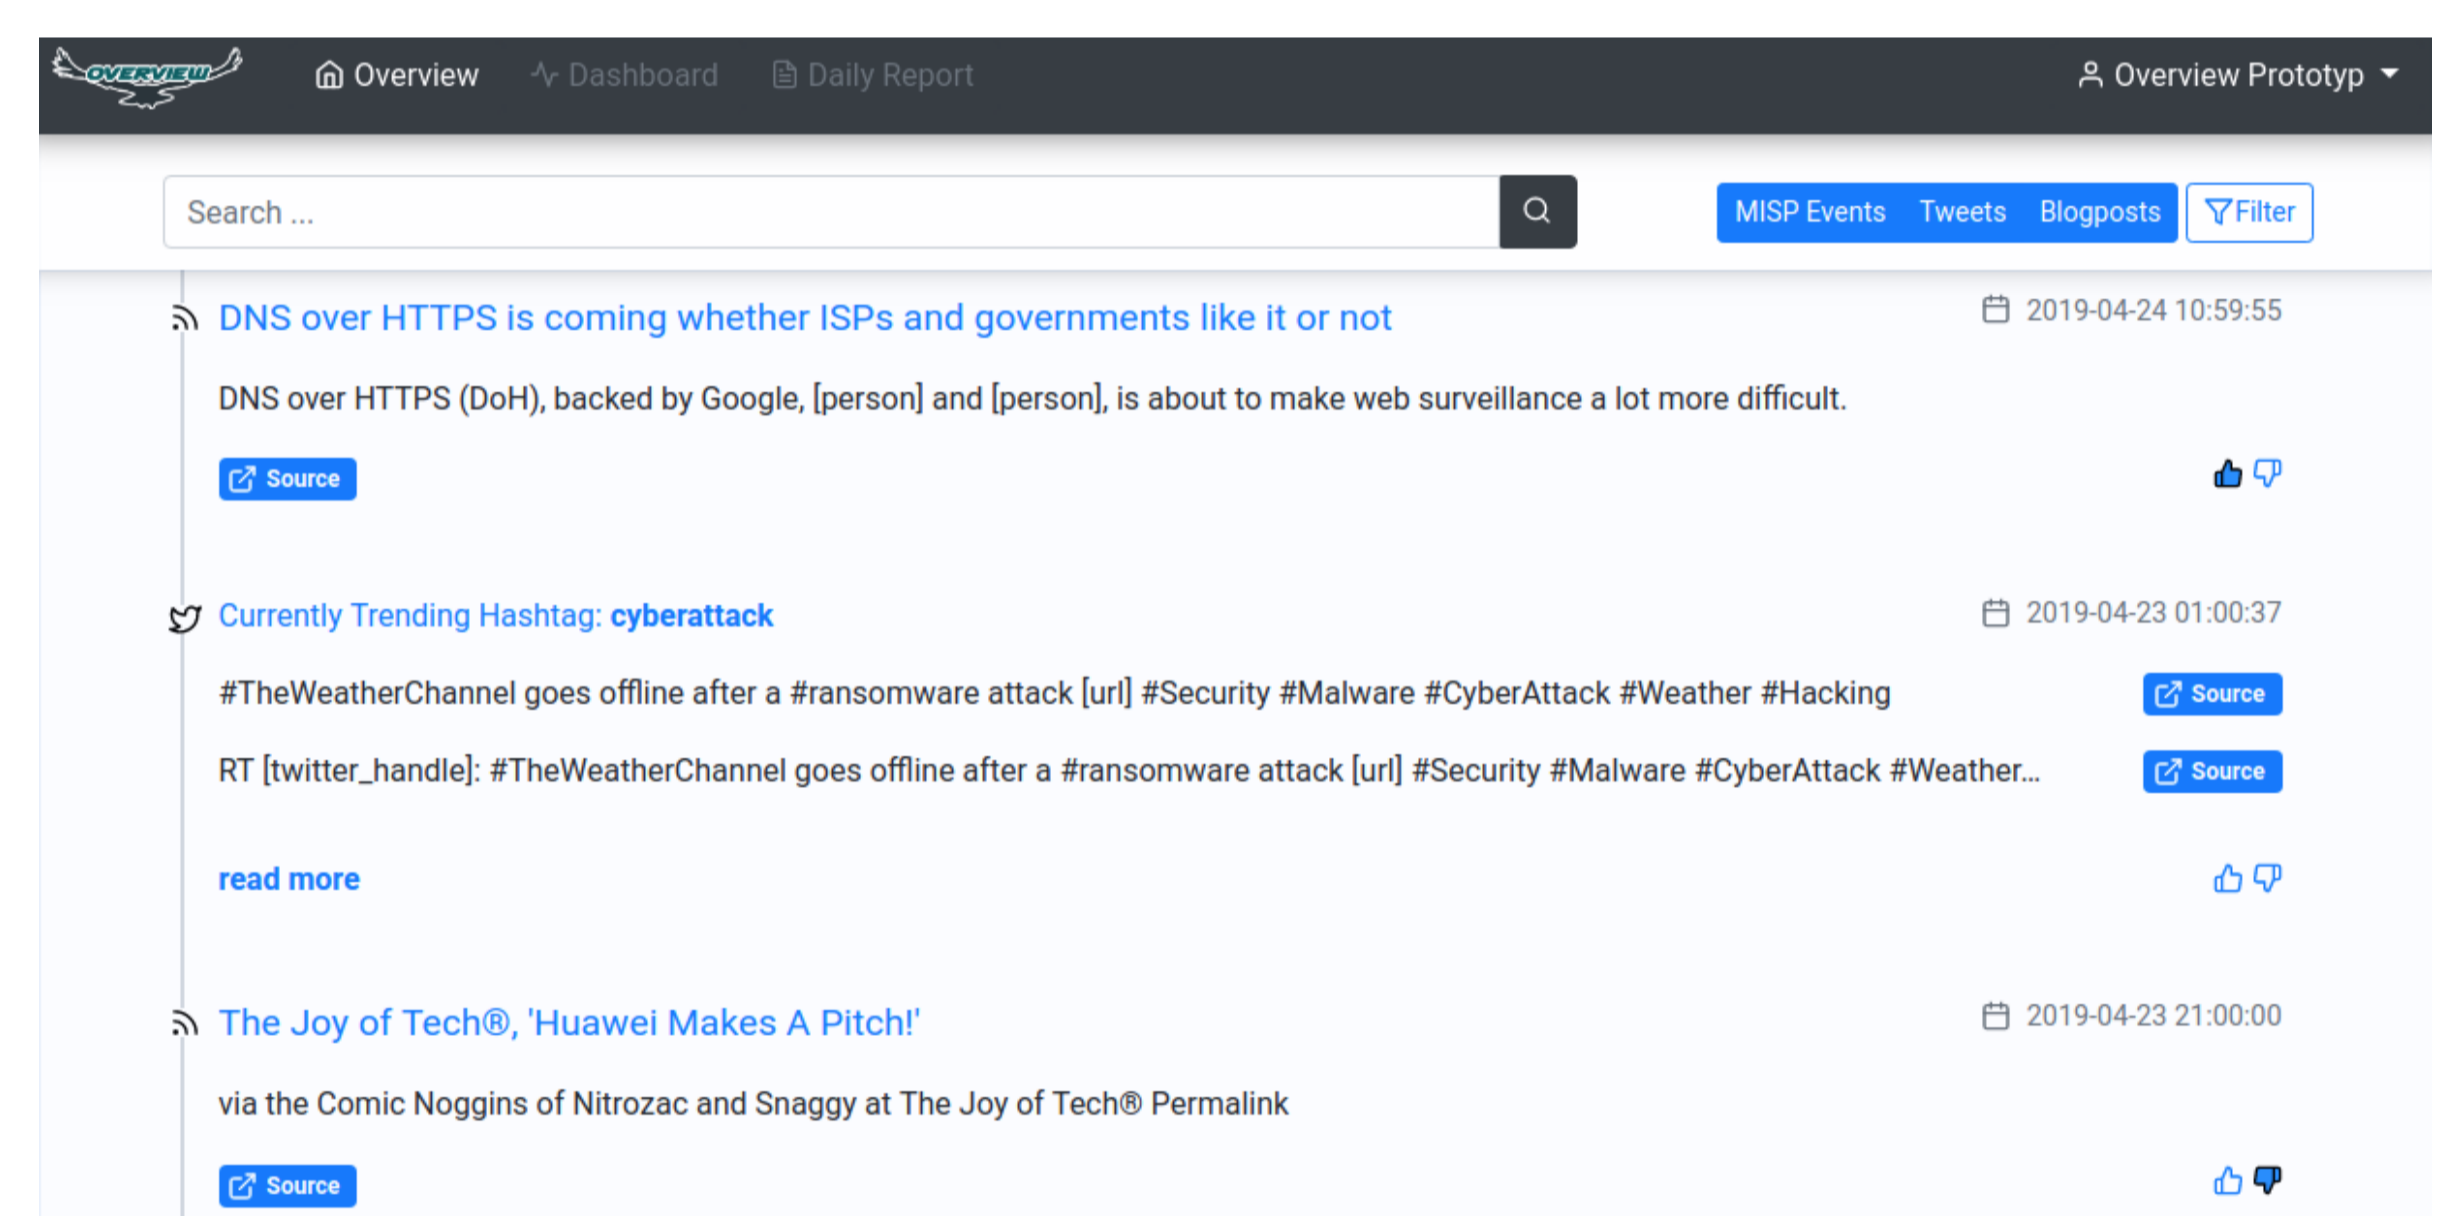 OVERVIEW Overview Dashboard Daily Report Overview Prototyp
Search ... MISP Events Tweets Blogposts Filter
DNS over HTTPS is coming whether ISPs and governments like it or not 2019-04-24 10:59:55
DNS over HTTPS (DoH), backed by Google, [person] and [person], is about to make web surveillance a lot more difficult.
Source
Currently Trending Hashtag: cyberattack 2019-04-23 01:00:37
#TheWeatherChannel goes offline after a #ransomware attack [url] #Security #Malware #CyberAttack #Weather #Hacking Source
RT [twitter_handle]: #TheWeatherChannel goes offline after a #ransomware attack [url] #Security #Malware #CyberAttack #Weather... Source
read more
The Joy of Tech®, 'Huawei Makes A Pitch!' 2019-04-23 21:00:00
via the Comic Noggins of Nitrozac and Snaggy at The Joy of Tech® Permalink
Source